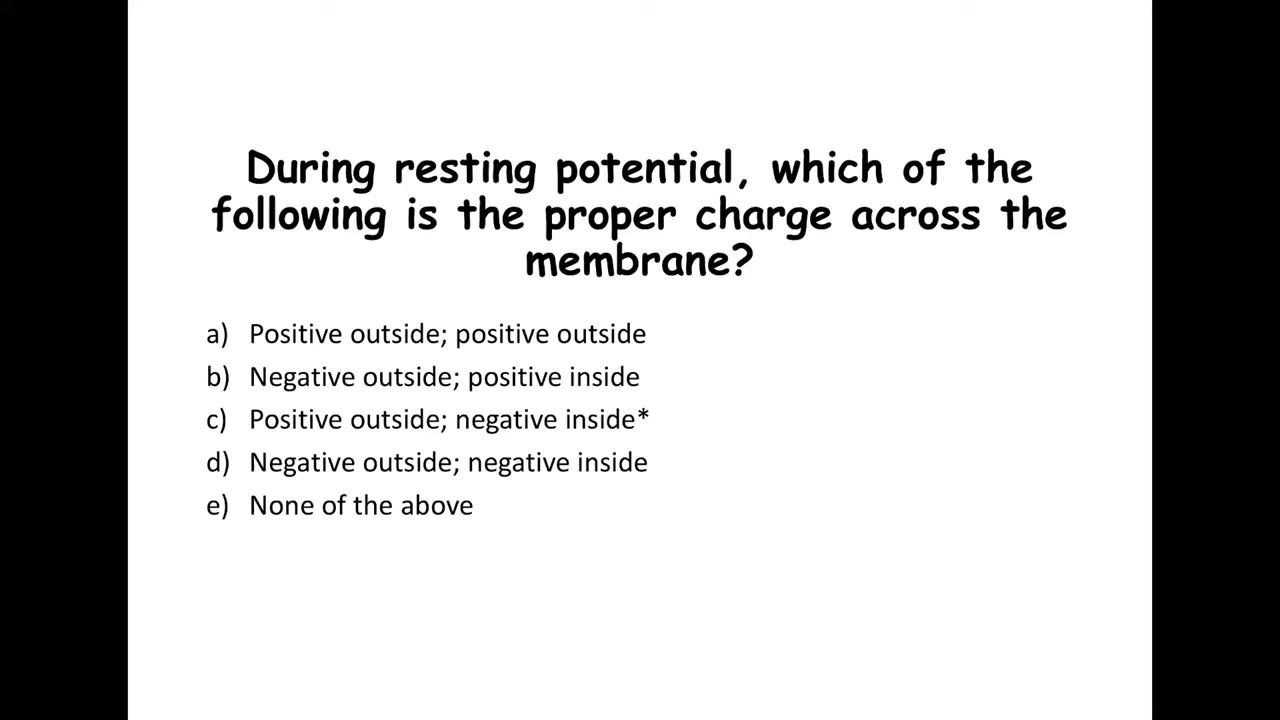 During resting potential, which of the
following is the proper charge across the
membrane?
a) Positive outside; positive outside
b) Negative outside; positive inside
c) Positive outside; negative inside*
d) Negative outside; negative inside
e) None of the above